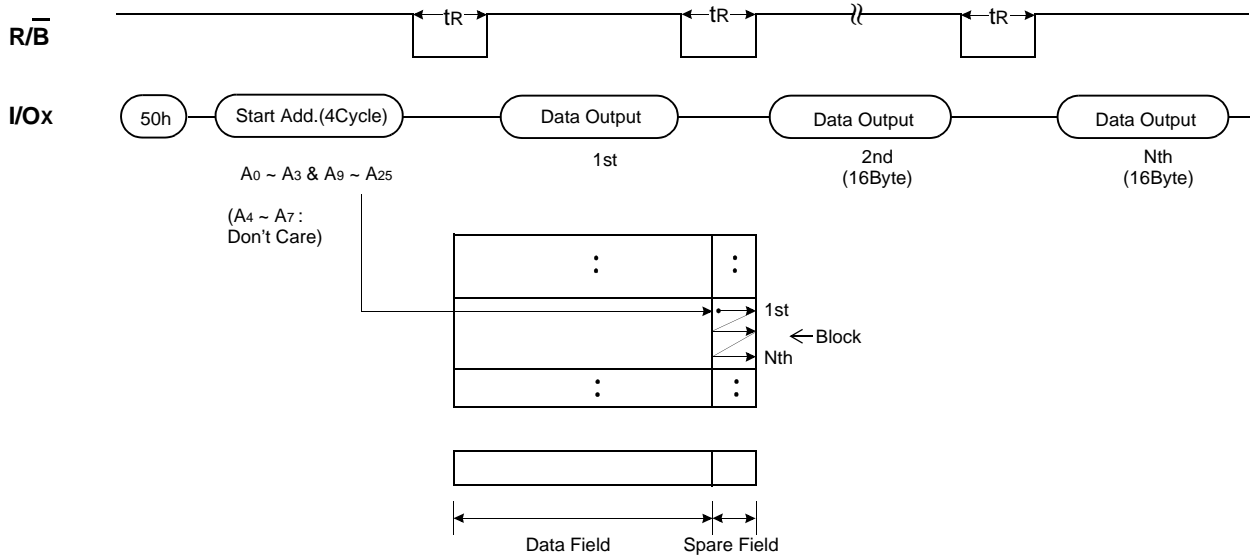 R/B tR tR tR
I/Ox 50h Start Add.(4Cycle) Data Output Data Output Data Output
1st 2nd Nth
(16Byte) (16Byte)
A0 ~ A3 & A9 ~ A25
(A4 ~ A7 :
Don't Care)
1st
Block
Nth
Data Field Spare Field